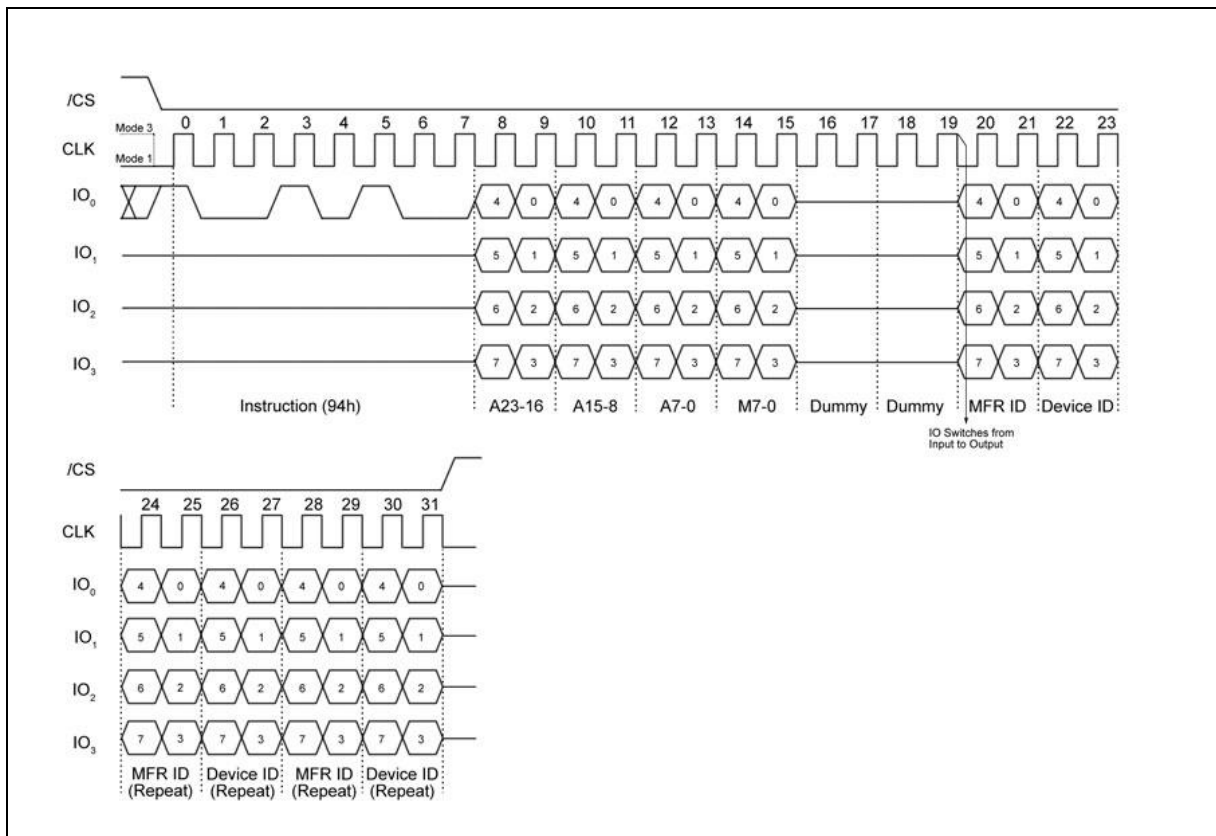 /CS
Mode 3
0 1 2 3 4 5 6 7 8 9 10 11 12 13 14 15 16 17 18 19 20 21 22 23
CLK
Mode 1
IO0
4 0 4 0 4 0 4 0 4 0 4 0
IO1
5 1 5 1 5 1 5 1 5 1 5 1
IO2
6 2 6 2 6 2 6 2 6 2 6 2
IO3
7 3 7 3 7 3 7 3 7 3 7 3
Instruction (94h) A23-16 A15-8 A7-0 M7-0 Dummy Dummy MFR ID Device ID
IO Switches from
Input to Output
/CS
24 25 26 27 28 29 30 31
CLK
IO0
4 0 4 0 4 0 4 0
IO1
5 1 5 1 5 1 5 1
IO2
6 2 6 2 6 2 6 2
IO3
7 3 7 3 7 3 7 3
MFR ID Device ID MFR ID Device ID
(Repeat) (Repeat) (Repeat) (Repeat)